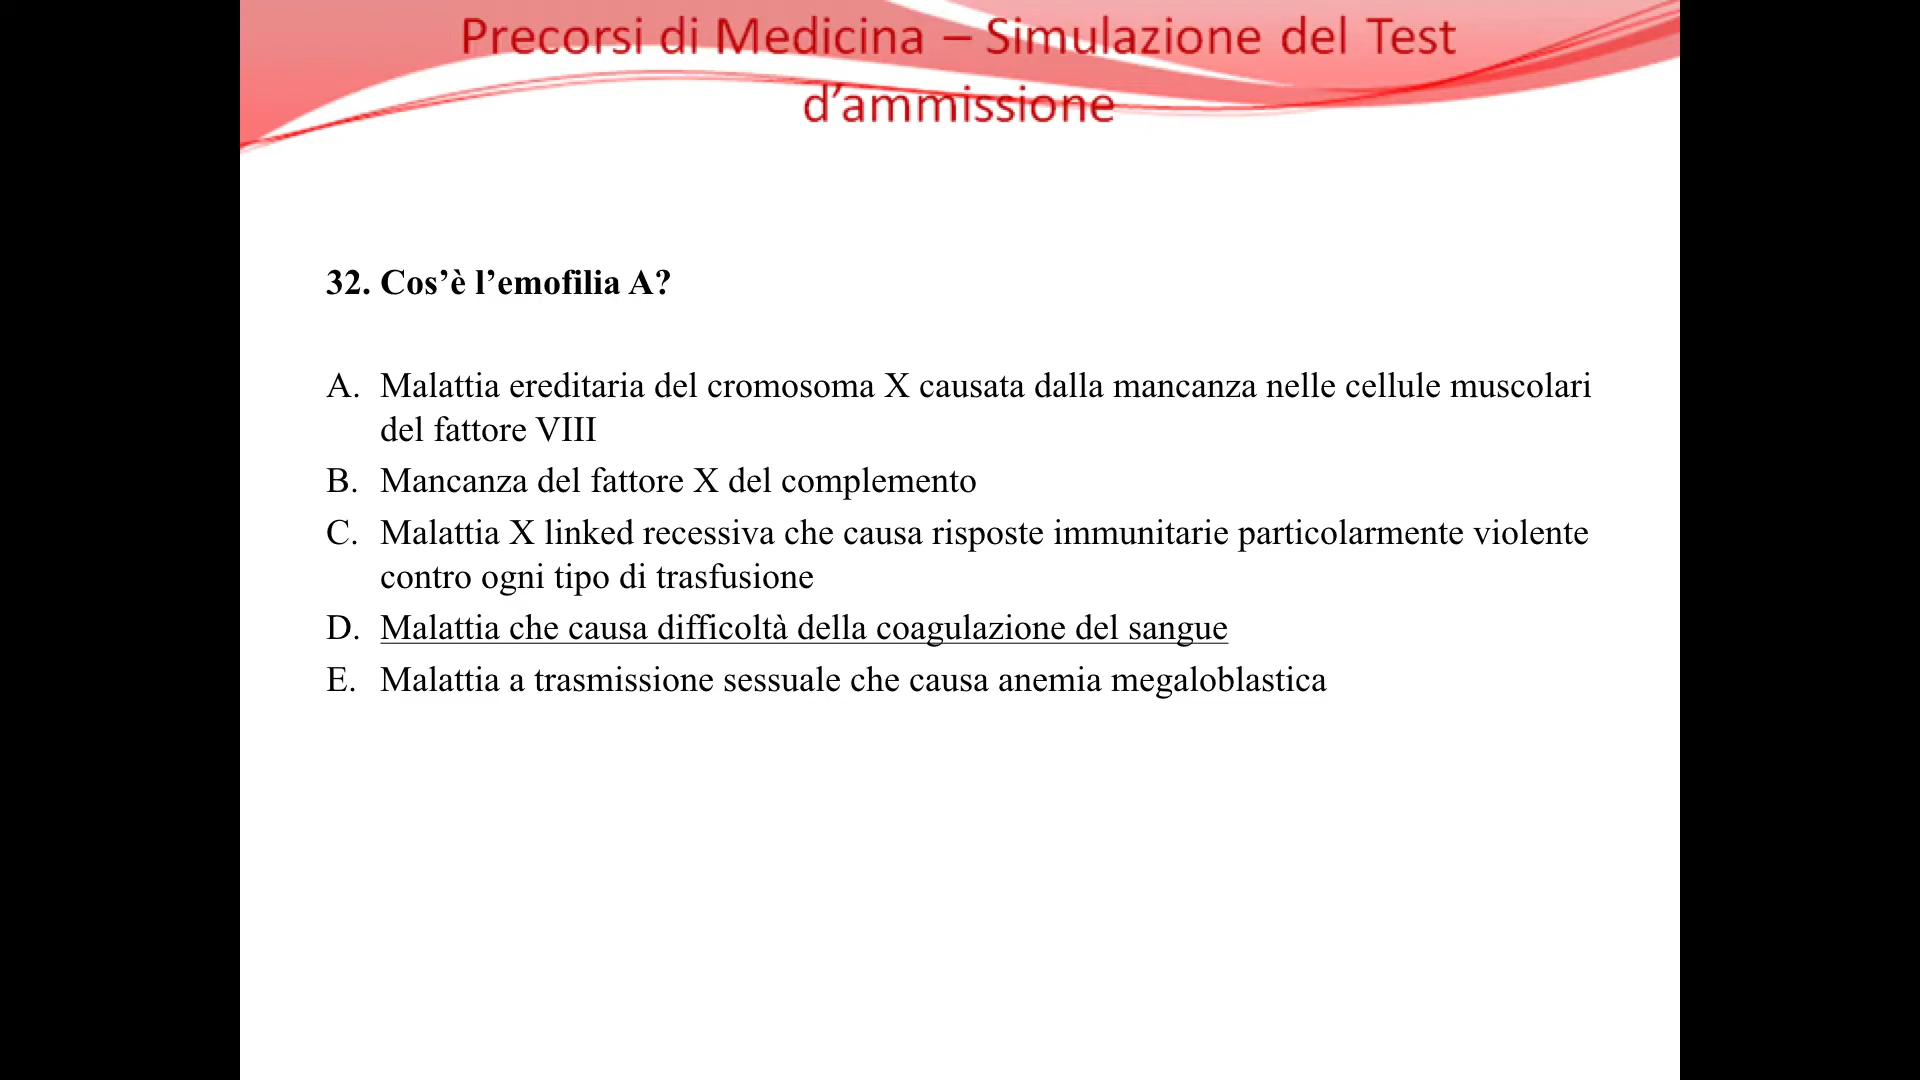 Precorsi di Medicina – Simulazione del Test
d’ammissione
32. Cos’è l’emofilia A?
A. Malattia ereditaria del cromosoma X causata dalla mancanza nelle cellule muscolari
del fattore VIII
B. Mancanza del fattore X del complemento
C. Malattia X linked recessiva che causa risposte immunitarie particolarmente violente
contro ogni tipo di trasfusione
D. Malattia che causa difficoltà della coagulazione del sangue
E. Malattia a trasmissione sessuale che causa anemia megaloblastica